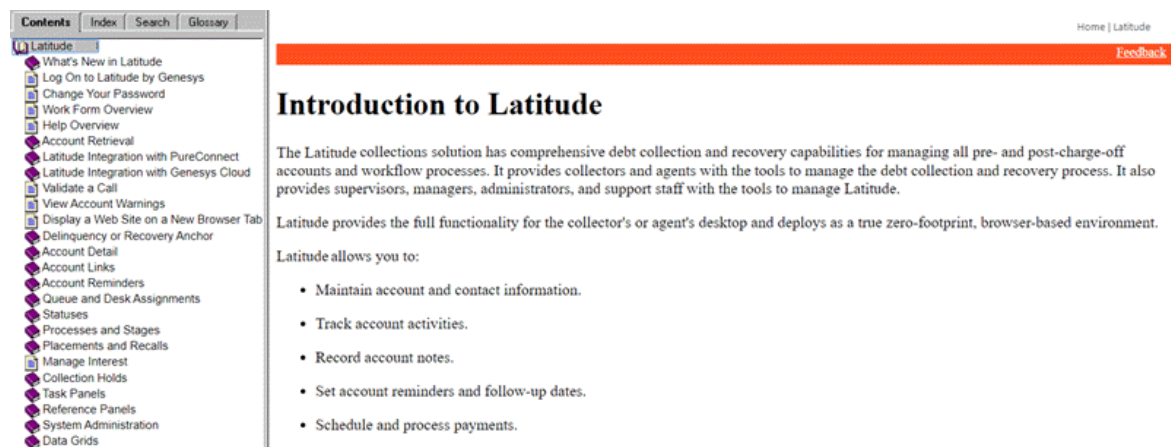 Contents Index Search Glossary
Latitude
What's New in Latitude
Log On to Latitude by Genesys
Change Your Password
Work Form Overview
Help Overview
Account Retrieval
Latitude Integration with PureConnect
Latitude Integration with Genesys Cloud
Validate a Call
View Account Warnings
Display a Web Site on a New Browser Tab
Delinquency or Recovery Anchor
Account Detail
Account Links
Account Reminders
Queue and Desk Assignments
Statuses
Processes and Stages
Placements and Recalls
Manage Interest
Collection Holds
Task Panels
Reference Panels
System Administration
Data Grids
Home | Latitude
Feedback
Introduction to Latitude
The Latitude collections solution has comprehensive debt collection and recovery capabilities for managing all pre- and post-charge-off
accounts and workflow processes. It provides collectors and agents with the tools to manage the debt collection and recovery process. It also
provides supervisors, managers, administrators, and support staff with the tools to manage Latitude.
Latitude provides the full functionality for the collector's or agent's desktop and deploys as a true zero-footprint, browser-based environment.
Latitude allows you to:
• Maintain account and contact information.
• Track account activities.
• Record account notes.
• Set account reminders and follow-up dates.
• Schedule and process payments.